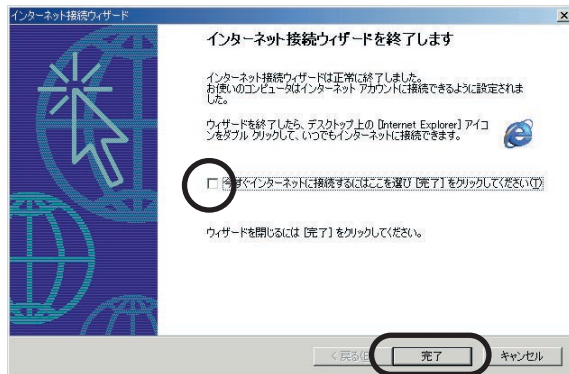 インターネット接続ウィザード
インターネット接続ウィザードを終了します
インターネット接続ウィザードは正常に終了しました。
お使いのコンピュータはインターネット アカウントに接続できるように設定されま
した。
ウィザードを終了したら、デスクトップ上の [Internet Explorer] アイコ
ンをダブル クリックして、いつでもインターネットに接続できます。
今すぐインターネットに接続するにはここを選び [完了] をクリックしてください(T)
ウィザードを閉じるには [完了] をクリックしてください。
< 戻る(B
完了
キャンセル